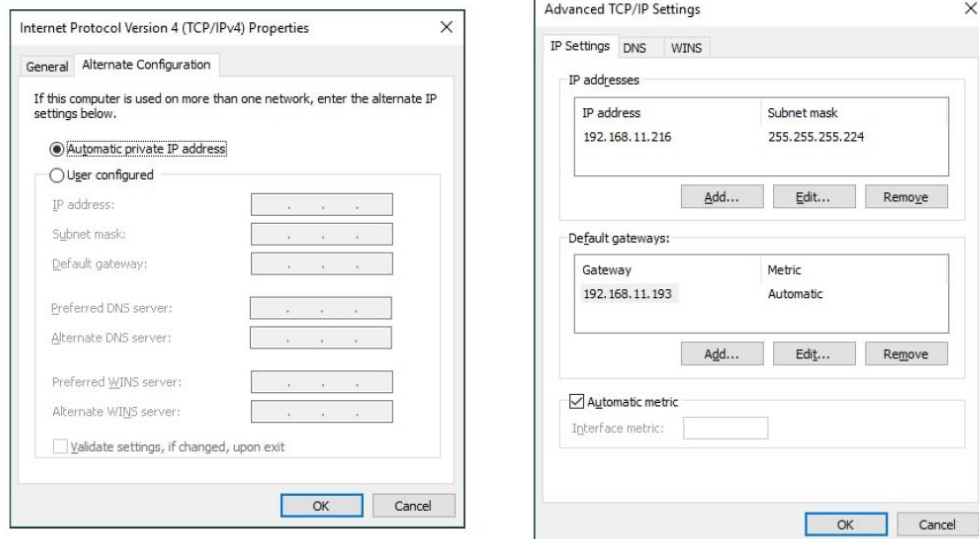 Internet Protocol Version 4 (TCP/IPv4) Properties
General Alternate Configuration
If this computer is used on more than one network, enter the alternate IP
settings below.
Automatic private IP address
User configured
IP address:
Subnet mask:
Default gateway:
Preferred DNS server:
Alternate DNS server:
Preferred WINS server:
Alternate WINS server:
Validate settings, if changed, upon exit
OK Cancel
Advanced TCP/IP Settings
IP Settings DNS WINS
IP addresses
IP address Subnet mask
192.168.11.216 255.255.255.224
Add... Edit... Remove
Default gateways:
Gateway Metric
192.168.11.193 Automatic
Add... Edit... Remove
Automatic metric
Interface metric:
OK Cancel